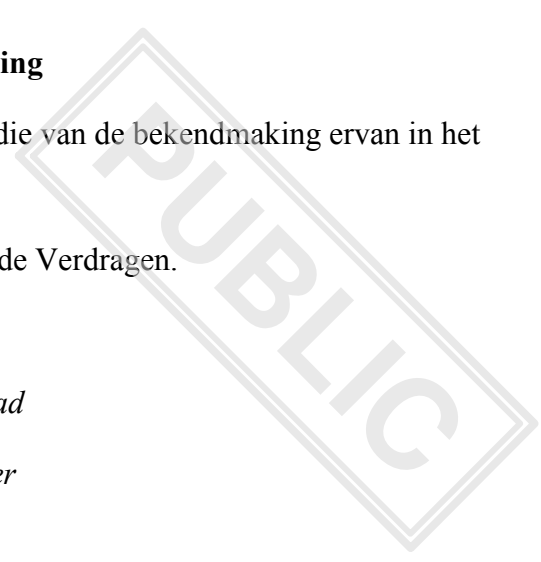 ing
die van de bekendmaking ervan in het
de Verdragen.
ad
er
PUBLIC